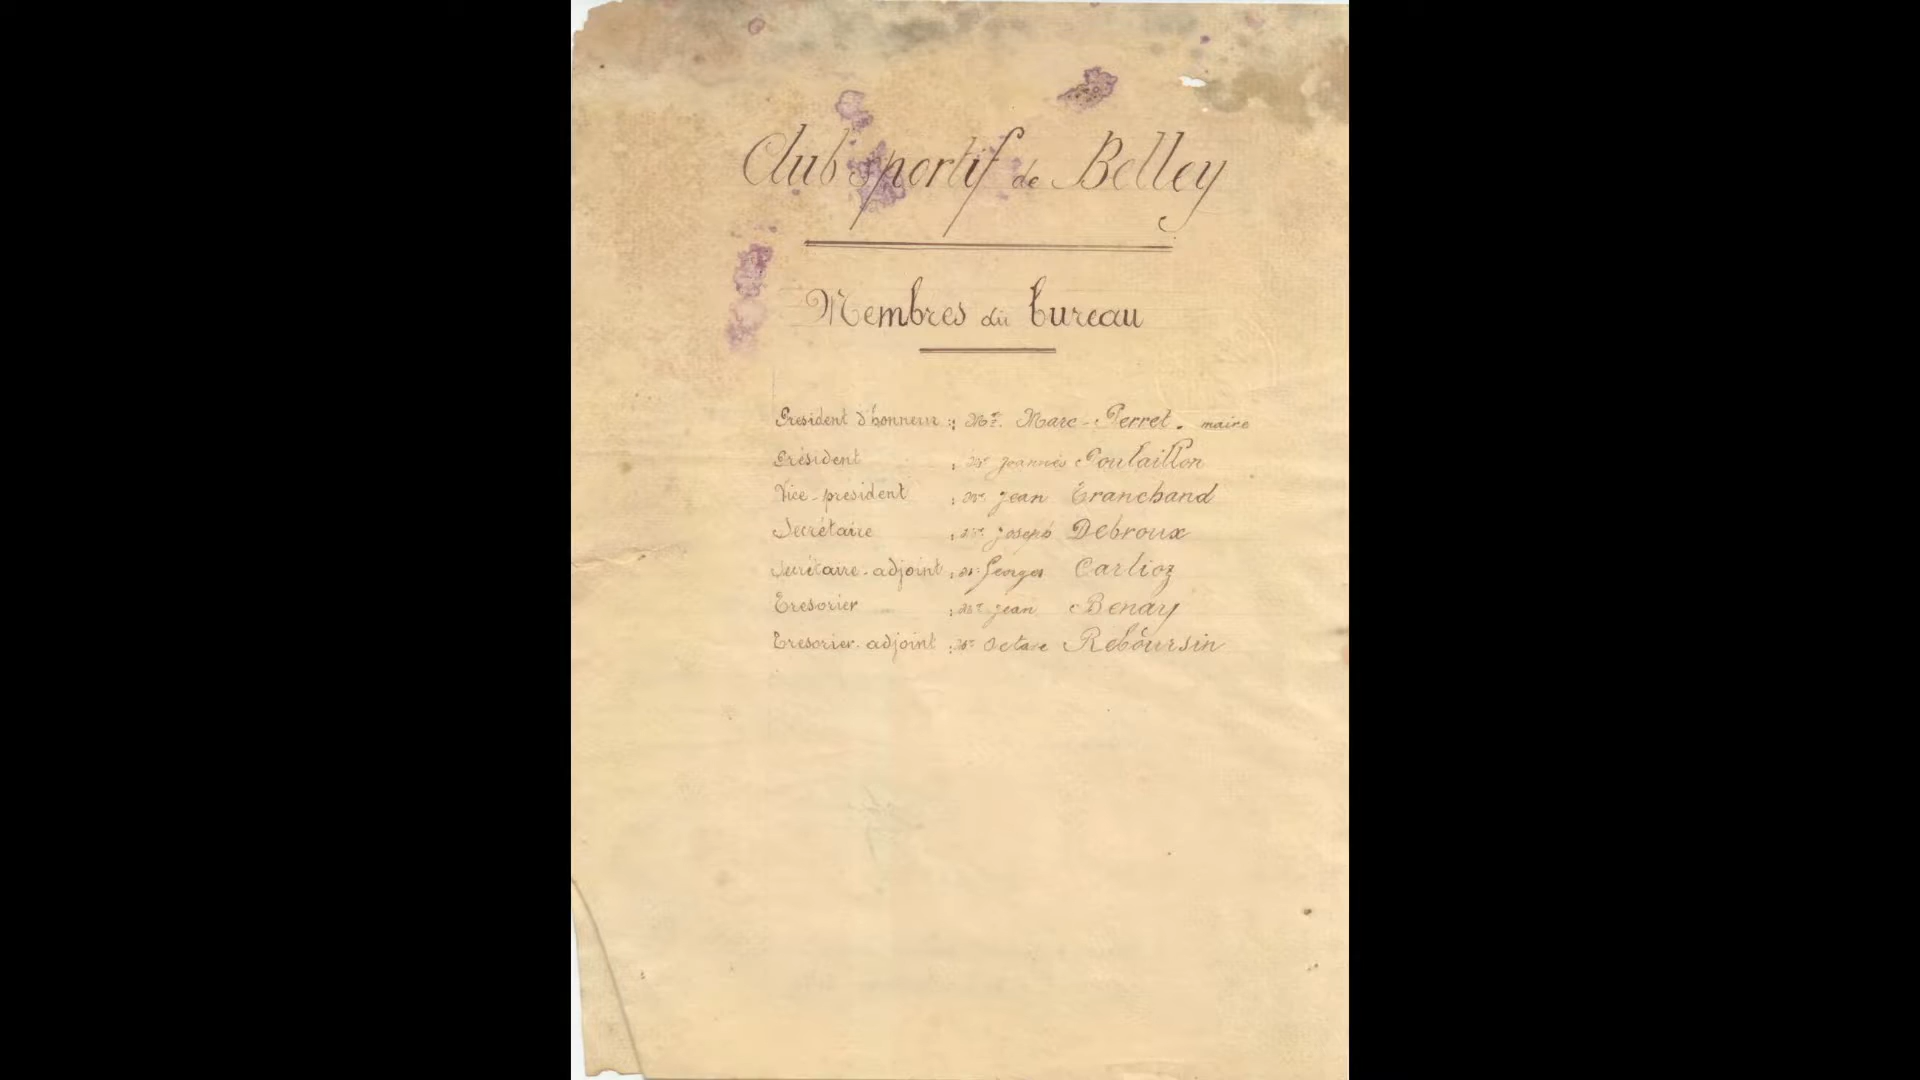 Club sportif de Belley
Membres du bureau
President d'honneur : Mr. Marc-Perret. maire
Président : Mr Joannès Poulaillon
Vice-président : Mr Jean Tranchand
Secrétaire : Mr Joseph Debroux
Secrétaire-adjoint : Mr Georges Carlioz
Tresorier : Mr Jean Benay
Tresorier-adjoint : Mr Octave Reboursin